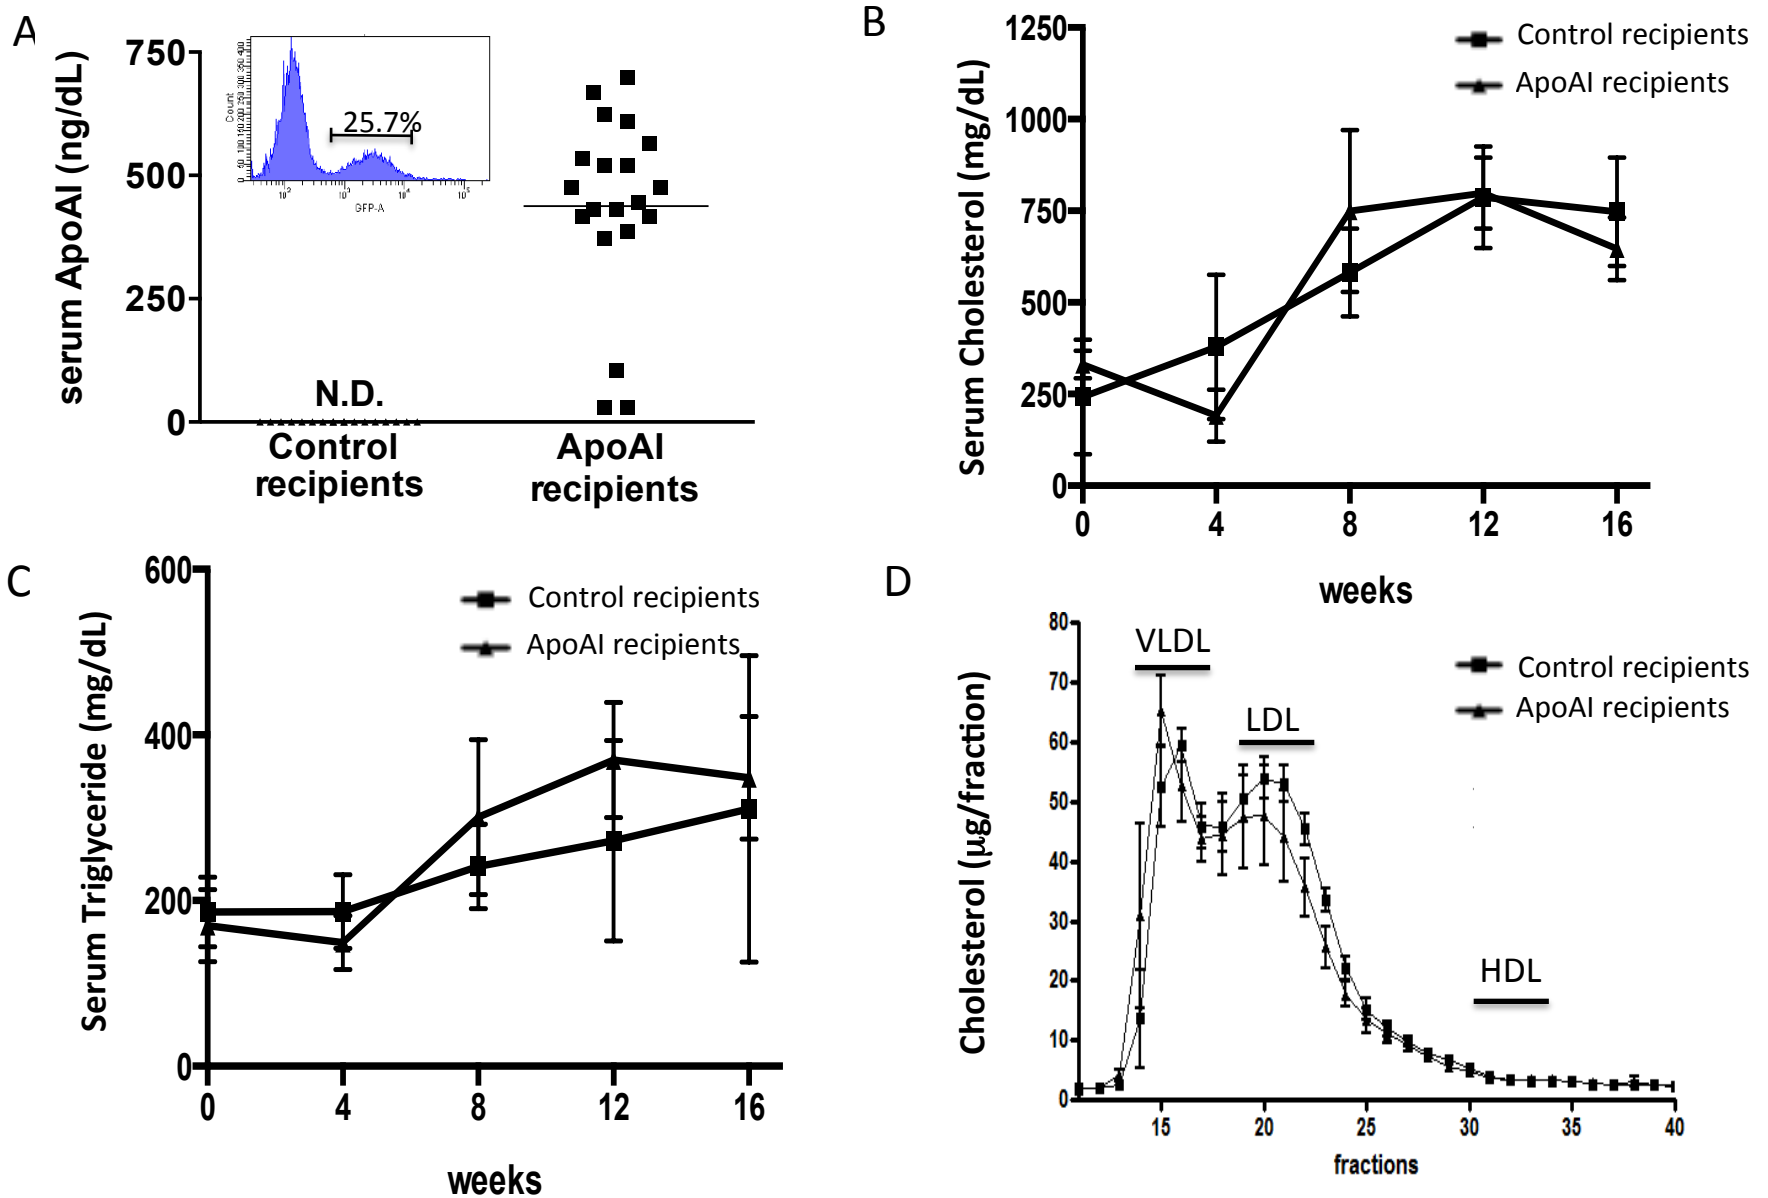 A
serum ApoAI (ng/dL)
750
500
250
0
Count
25.7%
10²
10³
10⁴
10⁵
GFP-A
N.D.
Control
recipients
ApoAI
recipients
B
Serum Cholesterol (mg/dL)
1250
1000
750
500
250
0
0 4 8 12 16
weeks
Control recipients
ApoAI recipients
C
Serum Triglyceride (mg/dL)
600
400
200
0
0 4 8 12 16
weeks
Control recipients
ApoAI recipients
D
Cholesterol (µg/fraction)
80
70
60
50
40
30
20
10
0
15 20 25 30 35 40
fractions
VLDL
LDL
HDL
Control recipients
ApoAI recipients